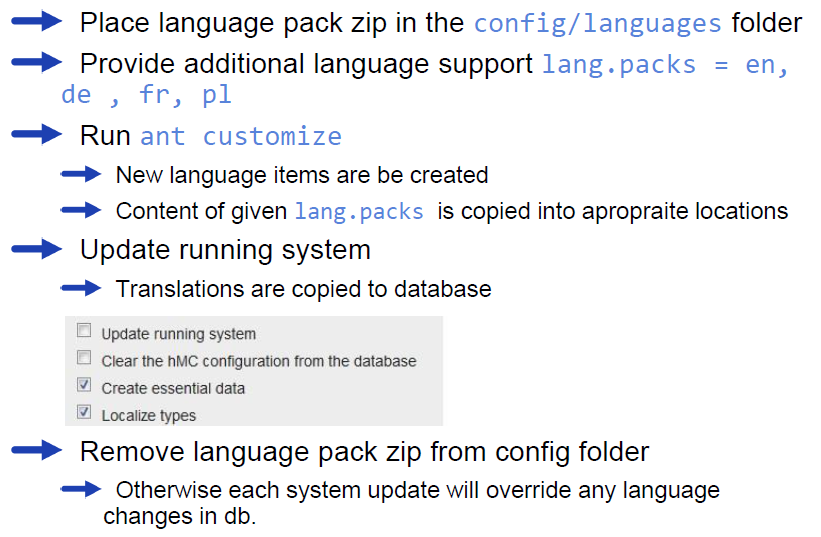 Place language pack zip in the config/languages folder
Provide additional language support lang.packs = en,
de , fr, pl
Run ant customize
New language items are be created
Content of given lang.packs is copied into apropraite locations
Update running system
Translations are copied to database
Update running system
Clear the hMC configuration from the database
Create essential data
Localize types
Remove language pack zip from config folder
Otherwise each system update will override any language
changes in db.